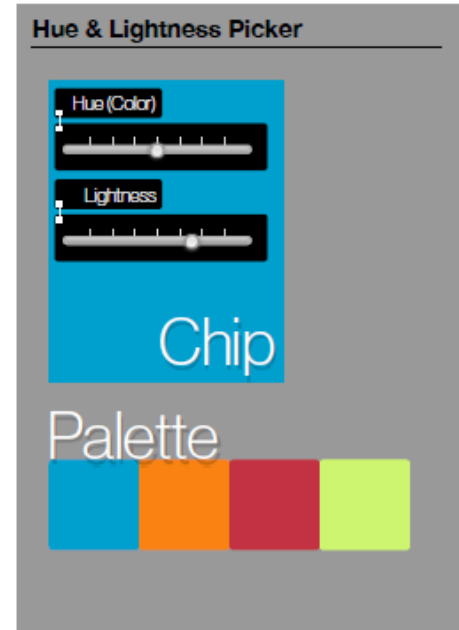 Hue & Lightness Picker
Hue (Color)
Lightness
Chip
Palette